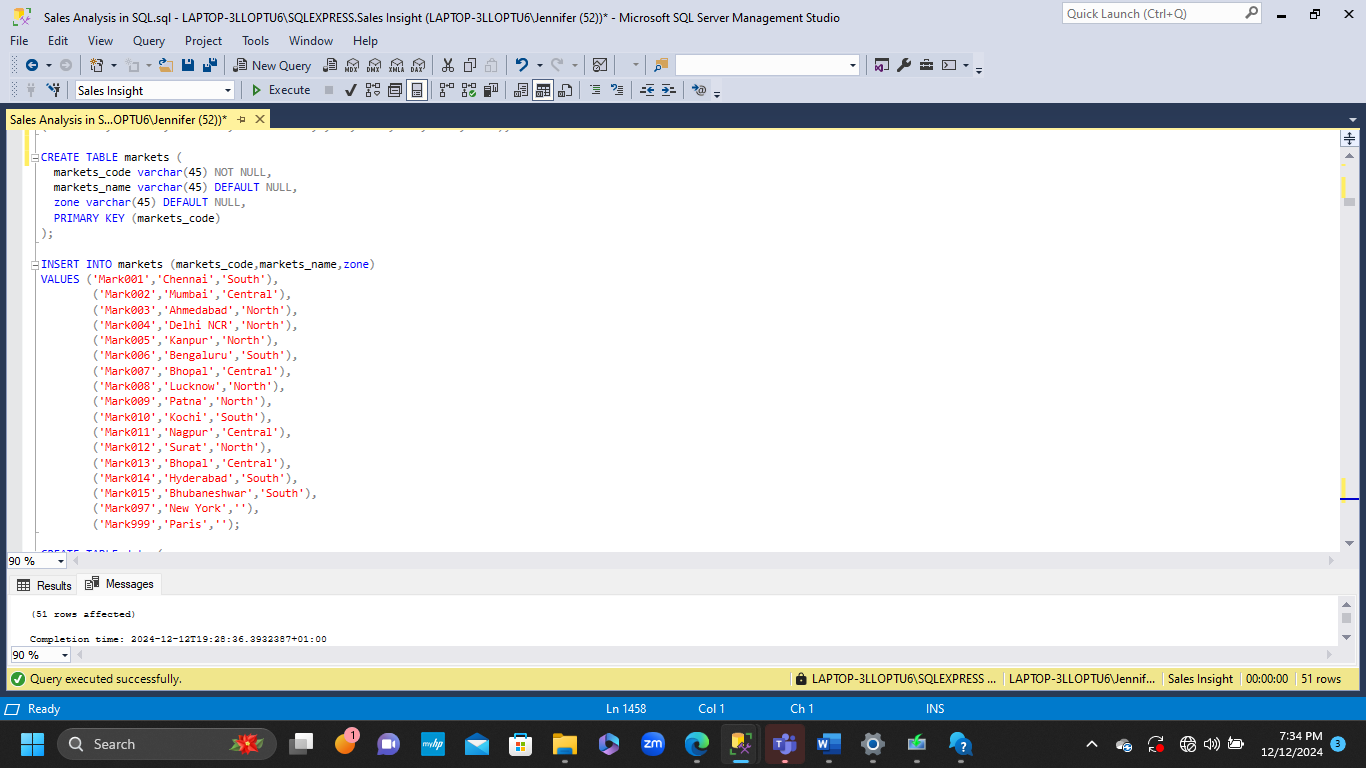 Sales Analysis in SQL.sql - LAPTOP-3LLOPTU6\SQLEXPRESS.Sales Insight (LAPTOP-3LLOPTU6\Jennifer (52))* - Microsoft SQL Server Management Studio
Quick Launch (Ctrl+Q)
File Edit View Query Project Tools Window Help
New Query MDX DMX XMLA DAX
Sales Insight Execute
Sales Analysis in S...OPTU6\Jennifer (52))*
CREATE TABLE markets (
markets_code varchar(45) NOT NULL,
markets_name varchar(45) DEFAULT NULL,
zone varchar(45) DEFAULT NULL,
PRIMARY KEY (markets_code)
);
INSERT INTO markets (markets_code,markets_name,zone)
VALUES ('Mark001','Chennai','South'),
('Mark002','Mumbai','Central'),
('Mark003','Ahmedabad','North'),
('Mark004','Delhi NCR','North'),
('Mark005','Kanpur','North'),
('Mark006','Bengaluru','South'),
('Mark007','Bhopal','Central'),
('Mark008','Lucknow','North'),
('Mark009','Patna','North'),
('Mark010','Kochi','South'),
('Mark011','Nagpur','Central'),
('Mark012','Surat','North'),
('Mark013','Bhopal','Central'),
('Mark014','Hyderabad','South'),
('Mark015','Bhubaneshwar','South'),
('Mark097','New York',''),
('Mark999','Paris','');
90 %
Results Messages
(51 rows affected)
Completion time: 2024-12-12T19:28:36.3932387+01:00
90 %
Query executed successfully. LAPTOP-3LLOPTU6\SQLEXPRESS ... LAPTOP-3LLOPTU6\Jennif... Sales Insight 00:00:00 51 rows
Ready Ln 1458 Col 1 Ch 1 INS
Search 1 myhp zm W 7:34 PM
12/12/2024 3